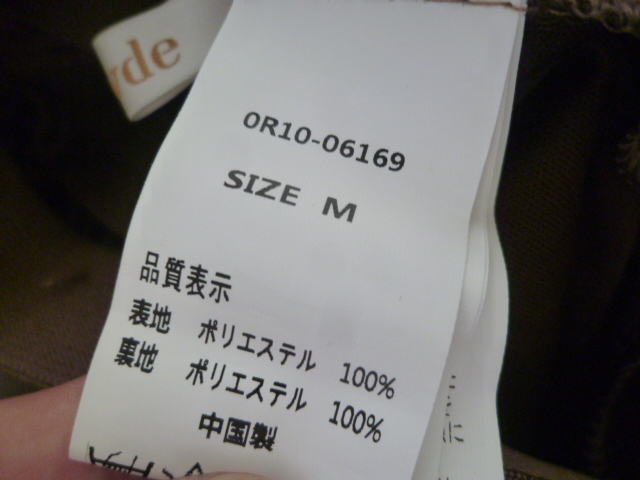 yde
0R10-06169
SIZE M
品質表示
表地 ポリエステル 100%
裏地 ポリエステル 100%
中国製